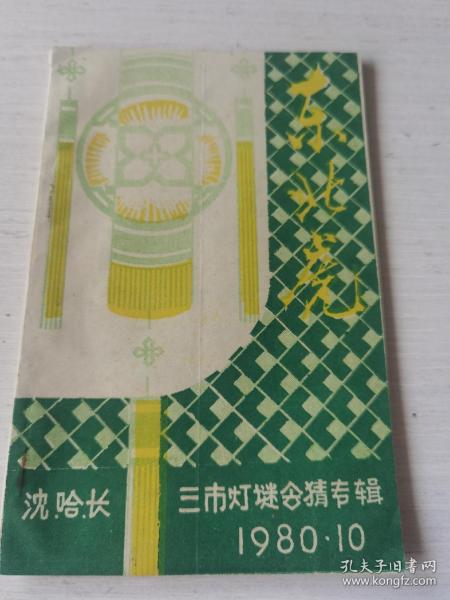 东北虎
沈.哈.长
三市灯谜会猜专辑
1980·10
孔夫子旧书网
www.kongfz.com